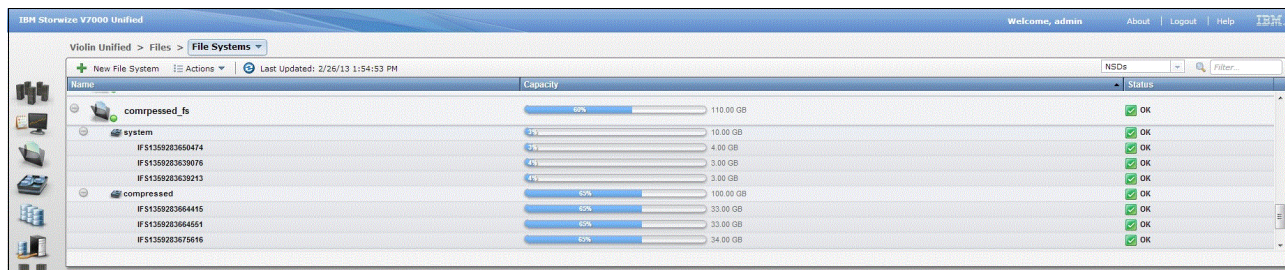 IBM Storwize V7000 Unified Welcome, admin About | Logout | Help IBM
Violin Unified > Files > File Systems
New File System Actions Last Updated: 2/26/13 1:54:53 PM NSDs Filter...
Name Capacity Status
comrpessed_fs 60% 110.00 GB OK
system 3% 10.00 GB OK
IFS1359283650474 3% 4.00 GB OK
IFS1359283639076 4% 3.00 GB OK
IFS1359283639213 4% 3.00 GB OK
compressed 65% 100.00 GB OK
IFS1359283664415 65% 33.00 GB OK
IFS1359283664551 65% 33.00 GB OK
IFS1359283675616 65% 34.00 GB OK